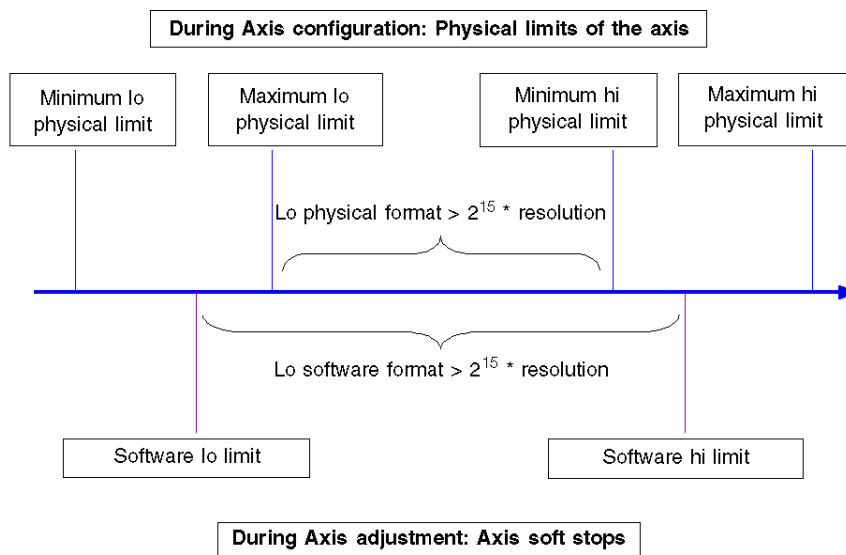 During Axis configuration: Physical limits of the axis
Minimum lo
physical limit
Maximum lo
physical limit
Minimum hi
physical limit
Maximum hi
physical limit
Lo physical format > 2¹⁵ * resolution
Lo software format > 2¹⁵ * resolution
Software lo limit
Software hi limit
During Axis adjustment: Axis soft stops